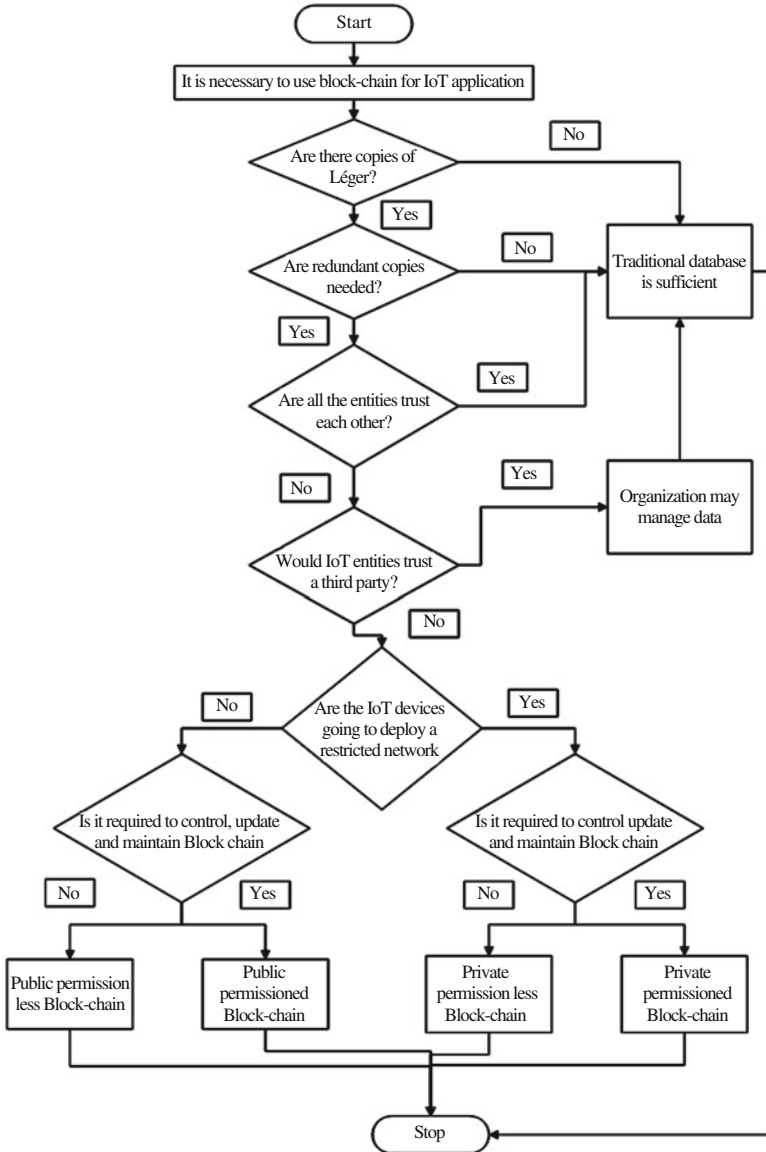 Start
It is necessary to use block-chain for IoT application
No
Are there copies of
Léger?
Yes
No
Are redundant copies
needed?
Traditional database
is sufficient
Yes
Yes
Are all the entities trust
each other?
No
Yes
Organization may
manage data
Would IoT entities trust
a third party?
No
No
Are the IoT devices
going to deploy a
restricted network
Yes
Is it required to control, update
and maintain Block chain
Is it required to control update
and maintain Block chain
No
Yes
No
Yes
Public permission
less Block-chain
Public
permissioned
Block-chain
Private
permission less
Block-chain
Private
permissioned
Block-chain
Stop